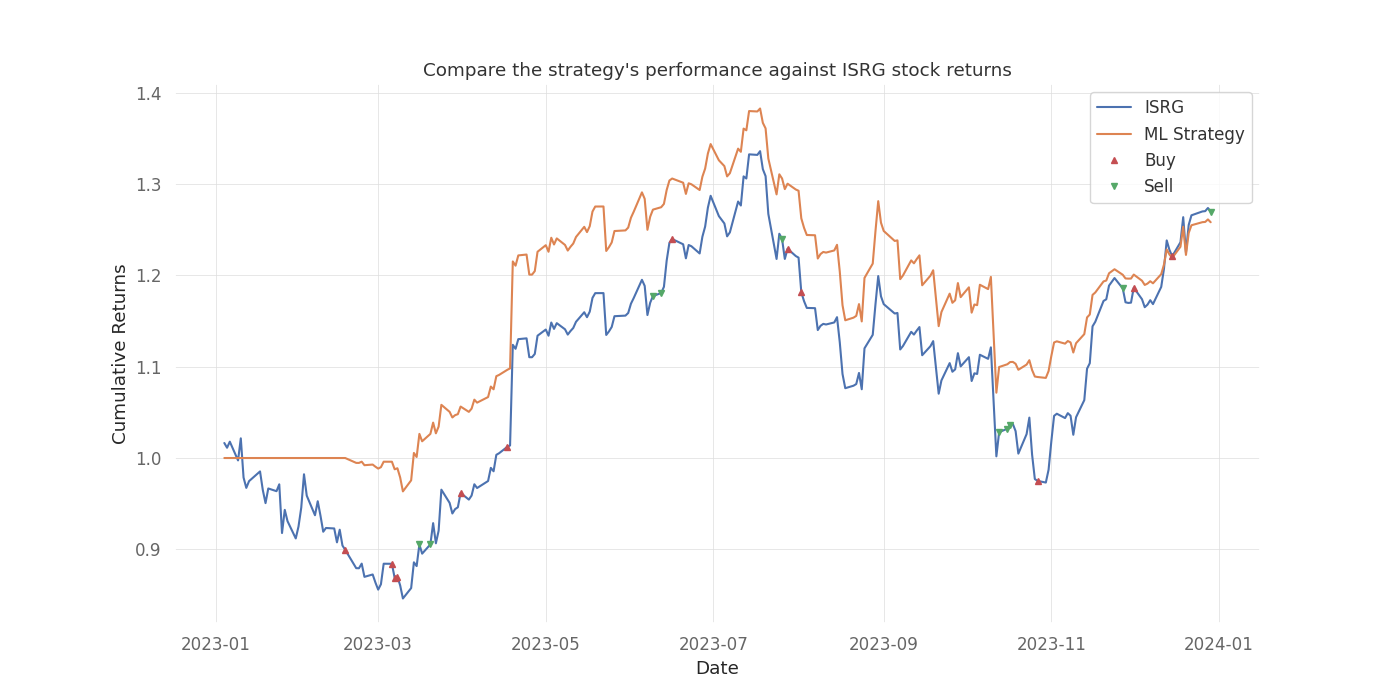 Compare the strategy's performance against ISRG stock returns
1.4
1.3
1.2
1.1
1.0
0.9
Cumulative Returns
ISRG
ML Strategy
Buy
Sell
2023-01
2023-03
2023-05
2023-07
2023-09
2023-11
2024-01
Date